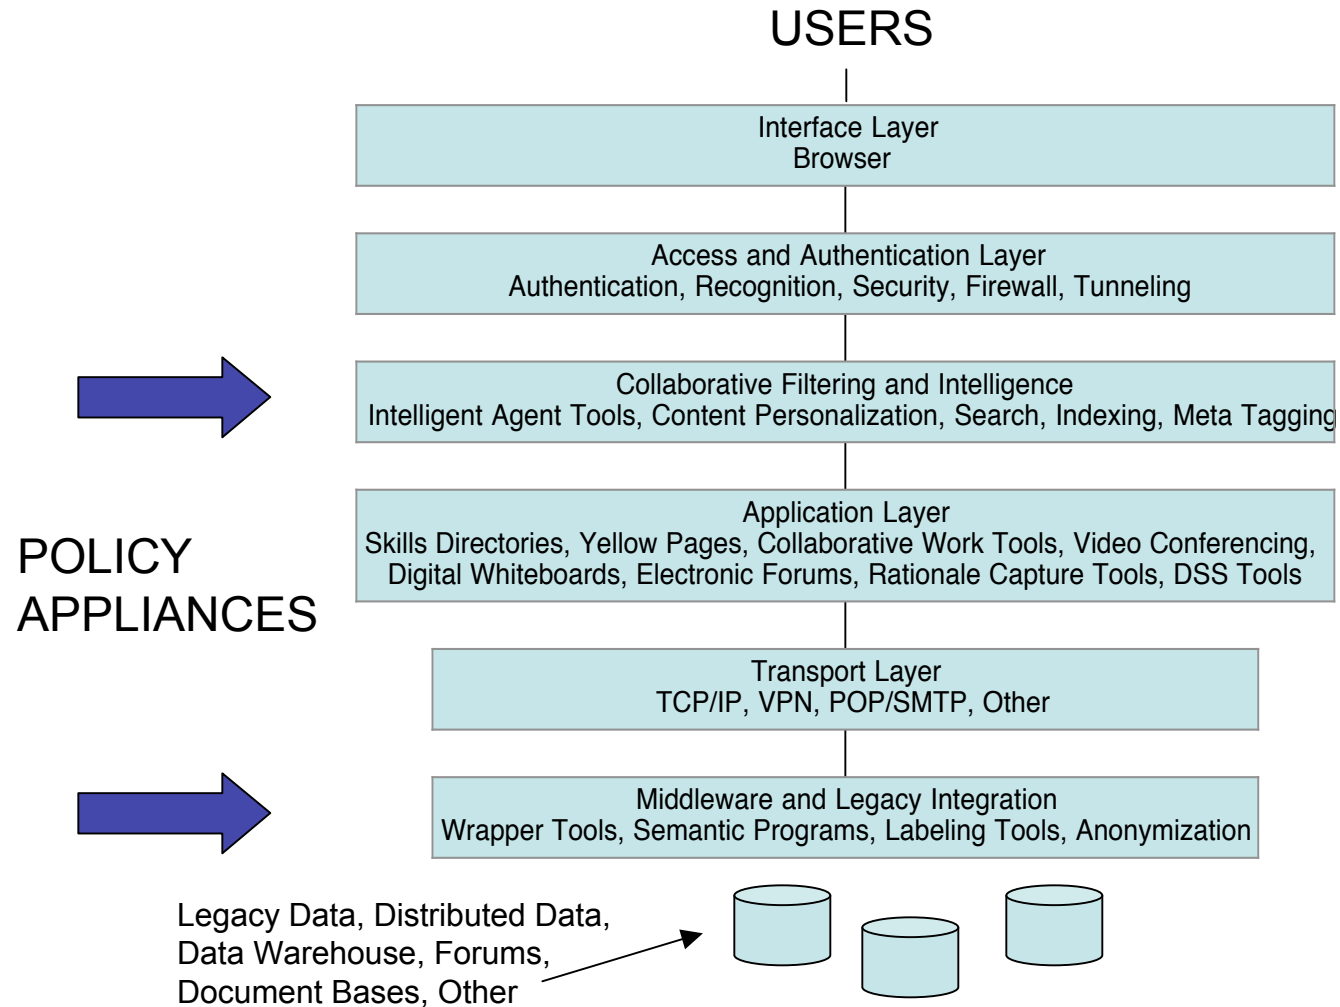 USERS
Interface Layer
Browser
Access and Authentication Layer
Authentication, Recognition, Security, Firewall, Tunneling
Collaborative Filtering and Intelligence
Intelligent Agent Tools, Content Personalization, Search, Indexing, Meta Tagging
Application Layer
Skills Directories, Yellow Pages, Collaborative Work Tools, Video Conferencing,
Digital Whiteboards, Electronic Forums, Rationale Capture Tools, DSS Tools
POLICY
APPLIANCES
Transport Layer
TCP/IP, VPN, POP/SMTP, Other
Middleware and Legacy Integration
Wrapper Tools, Semantic Programs, Labeling Tools, Anonymization
Legacy Data, Distributed Data,
Data Warehouse, Forums,
Document Bases, Other